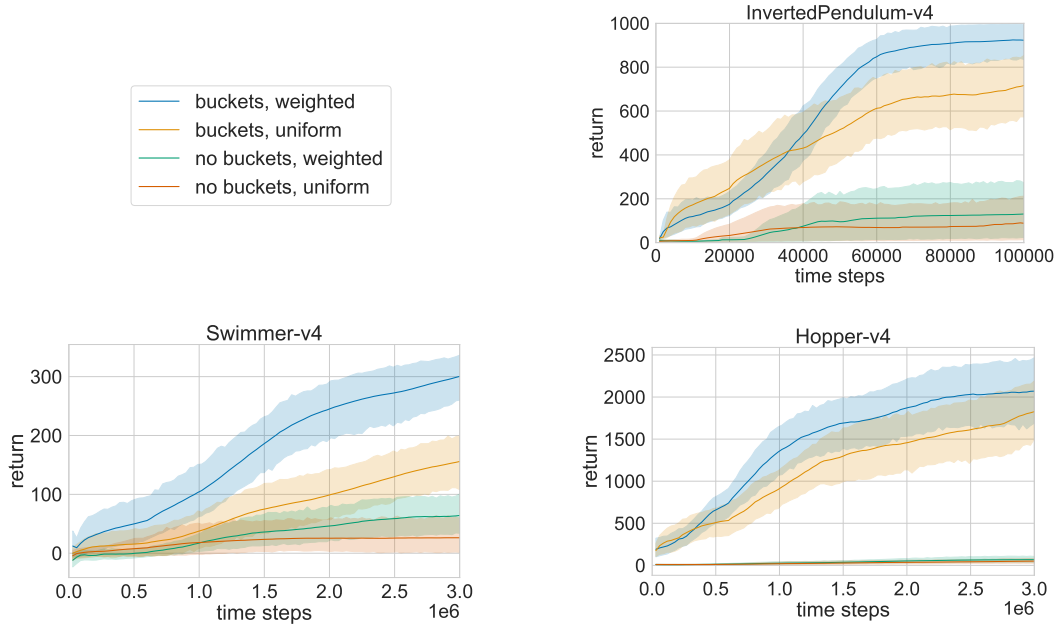 buckets, weighted
buckets, uniform
no buckets, weighted
no buckets, uniform
InvertedPendulum-v4
1000
800
600
400
200
0
return
0 20000 40000 60000 80000 100000
time steps
Swimmer-v4
300
200
100
0
return
0.0 0.5 1.0 1.5 2.0 2.5 3.0
time steps 1e6
Hopper-v4
2500
2000
1500
1000
500
0
return
0.0 0.5 1.0 1.5 2.0 2.5 3.0
time steps 1e6